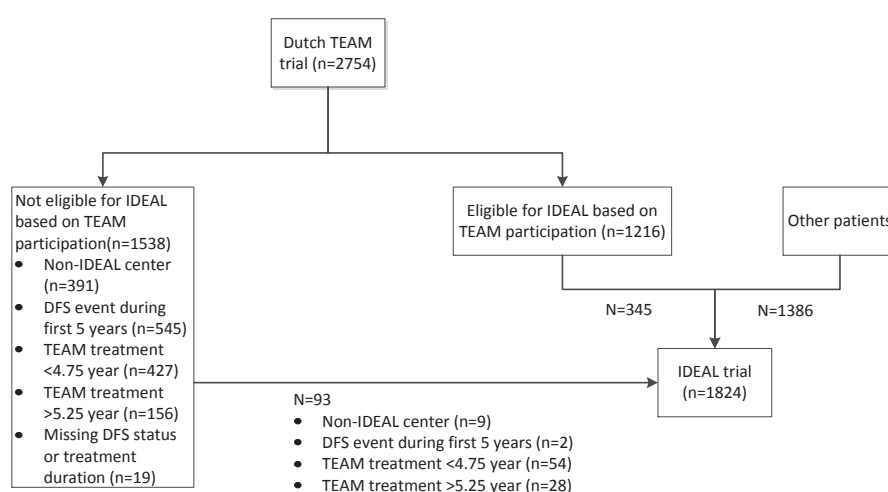 Dutch TEAM
trial (n=2754)
Not eligible for IDEAL
based on TEAM
participation(n=1538)
• Non-IDEAL center
(n=391)
• DFS event during
first 5 years (n=545)
• TEAM treatment
<4.75 year (n=427)
• TEAM treatment
>5.25 year (n=156)
• Missing DFS status
or treatment
duration (n=19)
Eligible for IDEAL based on
TEAM participation (n=1216)
Other patients
N=345
N=1386
IDEAL trial
(n=1824)
N=93
• Non-IDEAL center (n=9)
• DFS event during first 5 years (n=2)
• TEAM treatment <4.75 year (n=54)
• TEAM treatment >5.25 year (n=28)